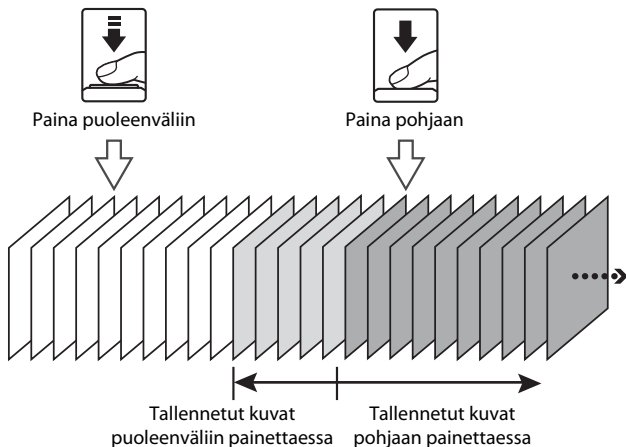 Paina puoleenväliin
Paina pohjaan
Tallennetut kuvat
puoleenväliin painettaessa
Tallennetut kuvat
pohjaan painettaessa